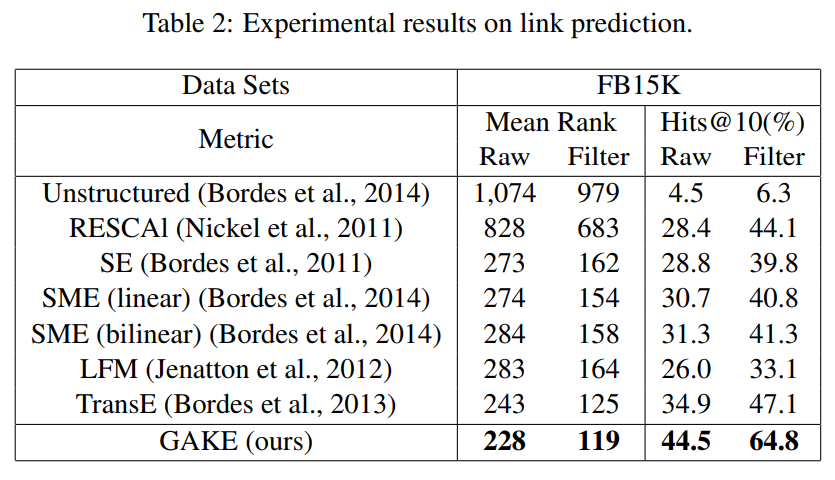 Table 2: Experimental results on link prediction.
Data Sets FB15K
Metric Mean Rank Hits@10(%)
Raw Filter Raw Filter
Unstructured (Bordes et al., 2014) 1,074 979 4.5 6.3
RESCAl (Nickel et al., 2011) 828 683 28.4 44.1
SE (Bordes et al., 2011) 273 162 28.8 39.8
SME (linear) (Bordes et al., 2014) 274 154 30.7 40.8
SME (bilinear) (Bordes et al., 2014) 284 158 31.3 41.3
LFM (Jenatton et al., 2012) 283 164 26.0 33.1
TransE (Bordes et al., 2013) 243 125 34.9 47.1
GAKE (ours) 228 119 44.5 64.8